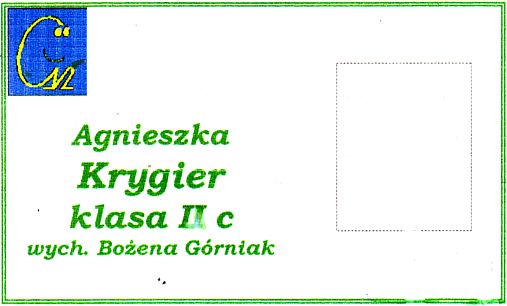 Agnieszka
Krygier
klasa II c
wych. Bożena Górniak